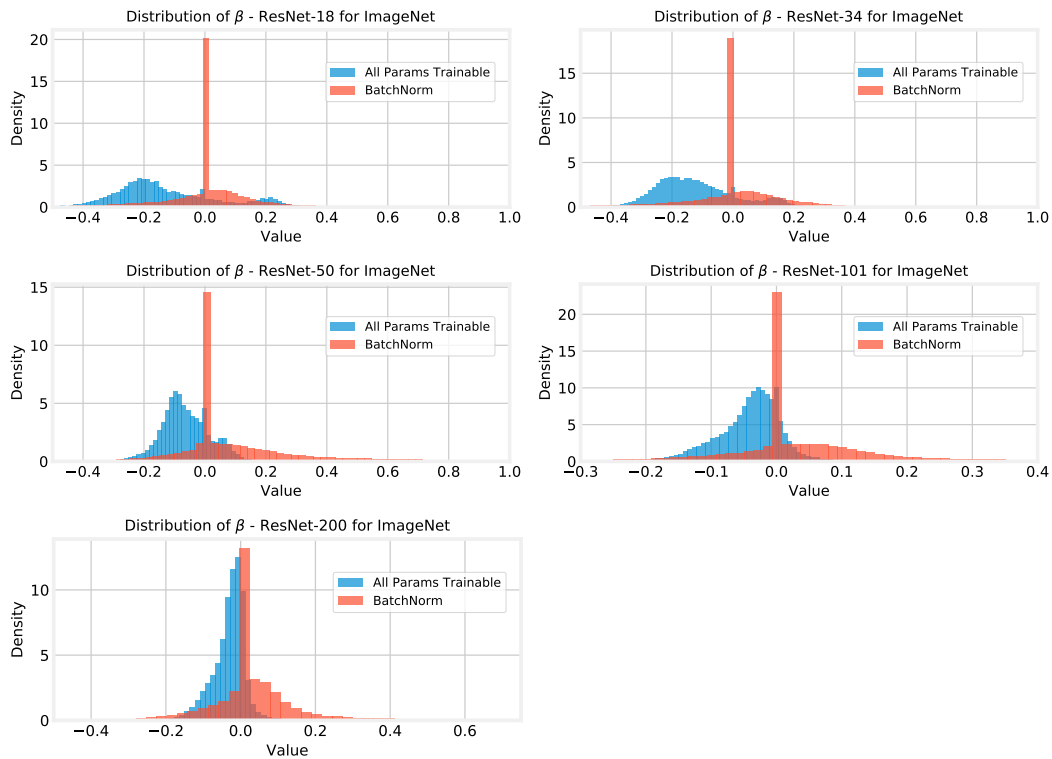 Distribution of β - ResNet-18 for ImageNet
20
15
10
5
0
Density
All Params Trainable
BatchNorm
−0.4 −0.2 0.0 0.2 0.4 0.6 0.8 1.0
Value
Distribution of β - ResNet-34 for ImageNet
15
10
5
0
Density
All Params Trainable
BatchNorm
−0.4 −0.2 0.0 0.2 0.4 0.6 0.8 1.0
Value
Distribution of β - ResNet-50 for ImageNet
15
10
5
0
Density
All Params Trainable
BatchNorm
−0.4 −0.2 0.0 0.2 0.4 0.6 0.8 1.0
Value
Distribution of β - ResNet-101 for ImageNet
20
15
10
5
0
Density
All Params Trainable
BatchNorm
−0.3 −0.2 −0.1 0.0 0.1 0.2 0.3 0.4
Value
Distribution of β - ResNet-200 for ImageNet
10
5
0
Density
All Params Trainable
BatchNorm
−0.4 −0.2 0.0 0.2 0.4 0.6
Value